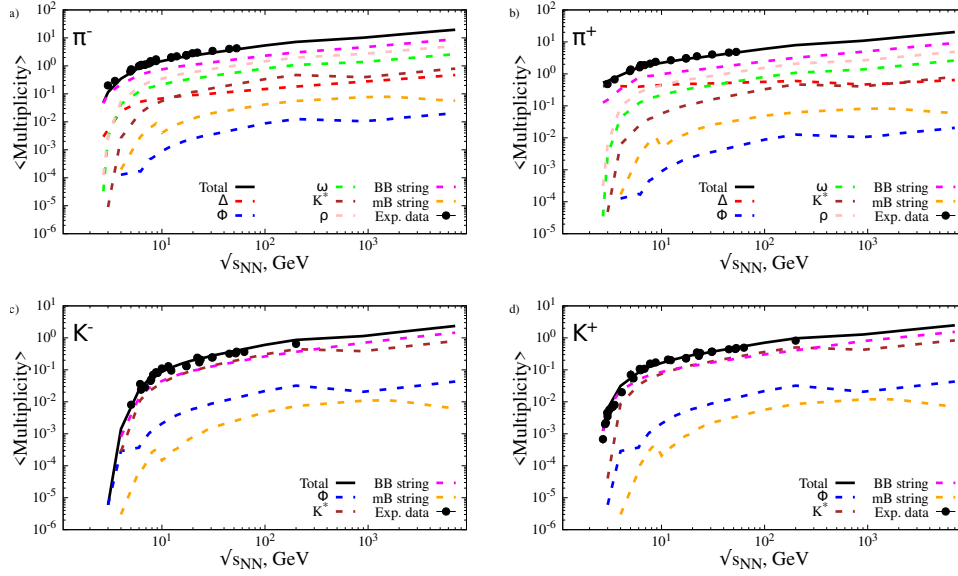 a)
π⁻
<Multiplicity>
10²
10¹
10⁰
10⁻¹
10⁻²
10⁻³
10⁻⁴
10⁻⁵
10⁻⁶
Total
Δ
Φ
ω
K*
ρ
BB string
mB string
Exp. data
10¹
10²
10³
√s_NN, GeV
b)
π⁺
<Multiplicity>
10²
10¹
10⁰
10⁻¹
10⁻²
10⁻³
10⁻⁴
10⁻⁵
Total
Δ
Φ
ω
K*
ρ
BB string
mB string
Exp. data
10¹
10²
10³
√s_NN, GeV
c)
K⁻
<Multiplicity>
10¹
10⁰
10⁻¹
10⁻²
10⁻³
10⁻⁴
10⁻⁵
10⁻⁶
Total
Φ
K*
BB string
mB string
Exp. data
10¹
10²
10³
√s_NN, GeV
d)
K⁺
<Multiplicity>
10¹
10⁰
10⁻¹
10⁻²
10⁻³
10⁻⁴
10⁻⁵
10⁻⁶
Total
Φ
K*
BB string
mB string
Exp. data
10¹
10²
10³
√s_NN, GeV